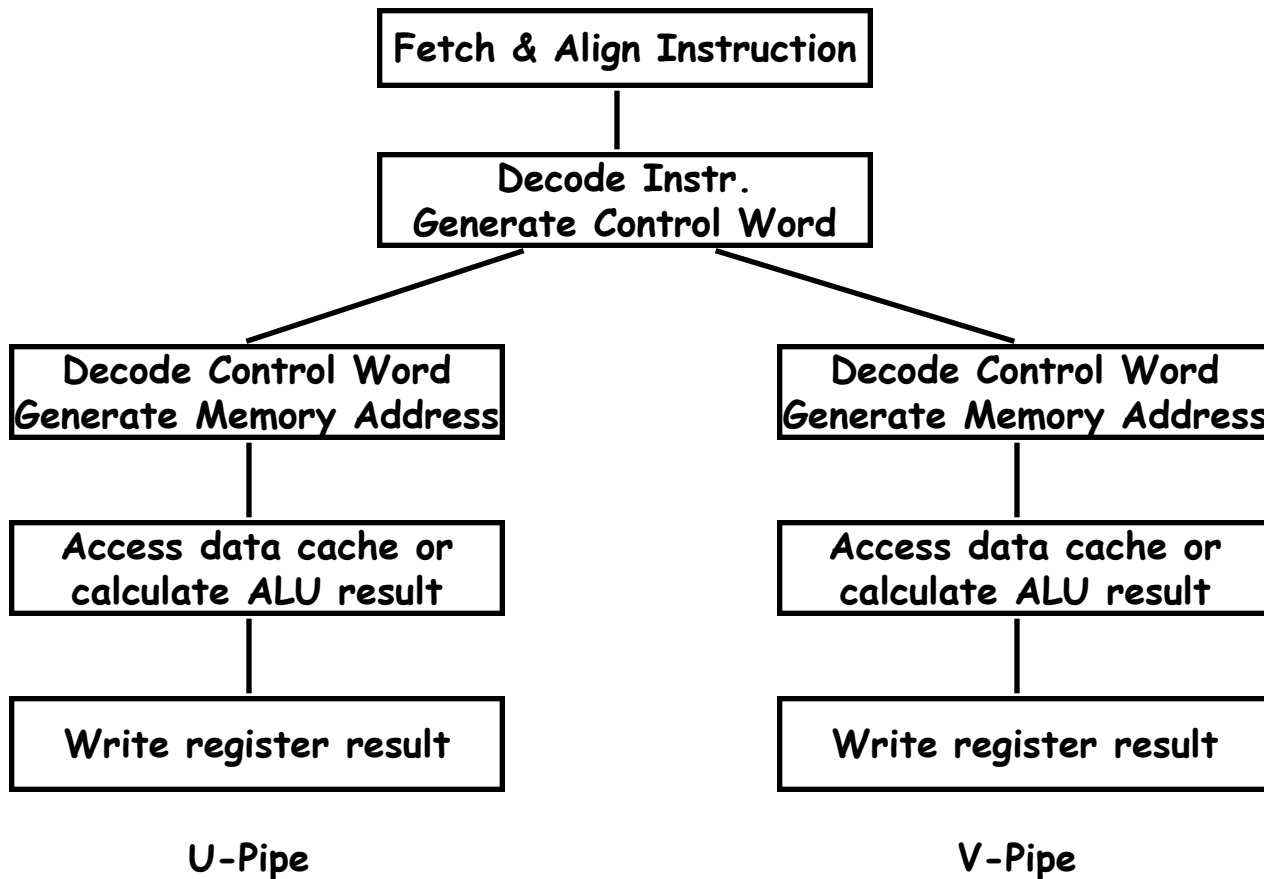 Fetch & Align Instruction
Decode Instr.
Generate Control Word
Decode Control Word
Generate Memory Address
Decode Control Word
Generate Memory Address
Access data cache or
calculate ALU result
Access data cache or
calculate ALU result
Write register result
Write register result
U-Pipe
V-Pipe